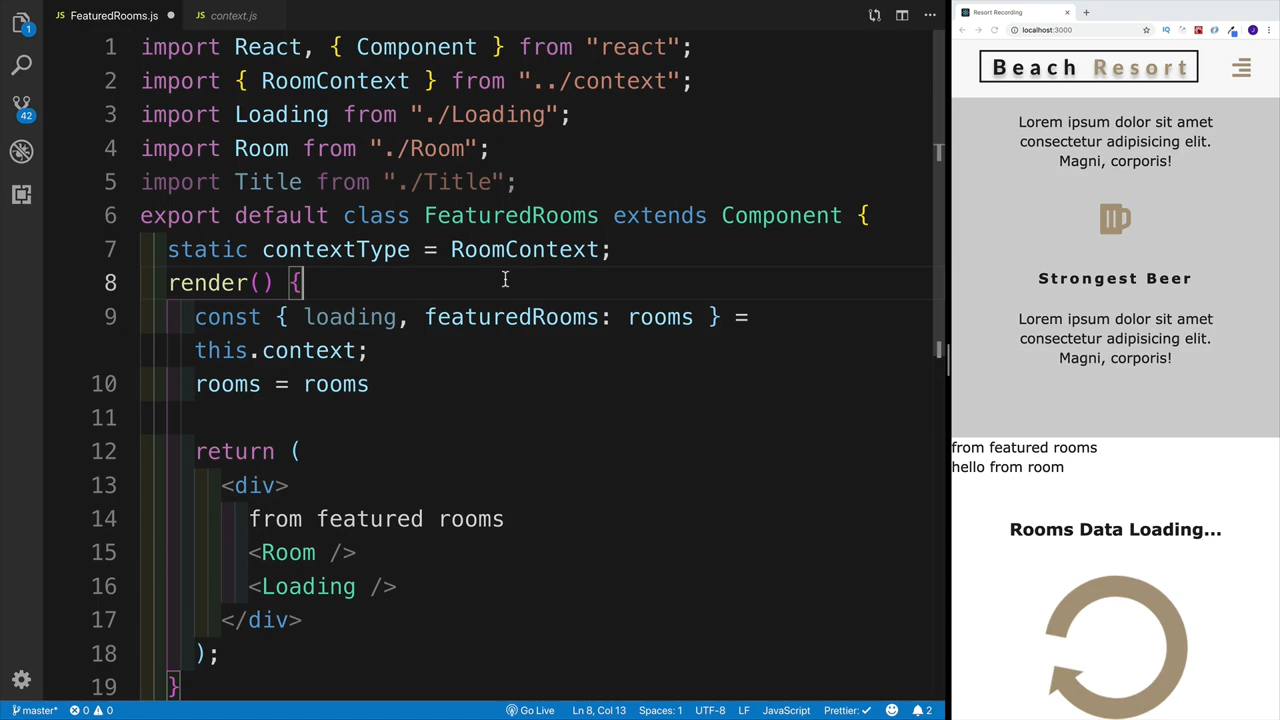 FeaturedRooms.js
context.js
1 import React, { Component } from "react";
2 import { RoomContext } from "../context";
3 import Loading from "./Loading";
4 import Room from "./Room";
5 import Title from "./Title";
6 export default class FeaturedRooms extends Component {
7 static contextType = RoomContext;
8 render() {
9 const { loading, featuredRooms: rooms } =
this.context;
10 rooms = rooms
11
12 return (
13 <div>
14 from featured rooms
15 <Room />
16 <Loading />
17 </div>
18 );
19 }
1
42
master*
0
0
Go Live
Ln 8, Col 13
Spaces: 1
UTF-8
LF
JavaScript
Prettier: ✓
2
Resort Recording
localhost:3000
IQ
J
Beach Resort
Lorem ipsum dolor sit amet
consectetur adipisicing elit.
Magni, corporis!
Strongest Beer
Lorem ipsum dolor sit amet
consectetur adipisicing elit.
Magni, corporis!
from featured rooms
hello from room
Rooms Data Loading...